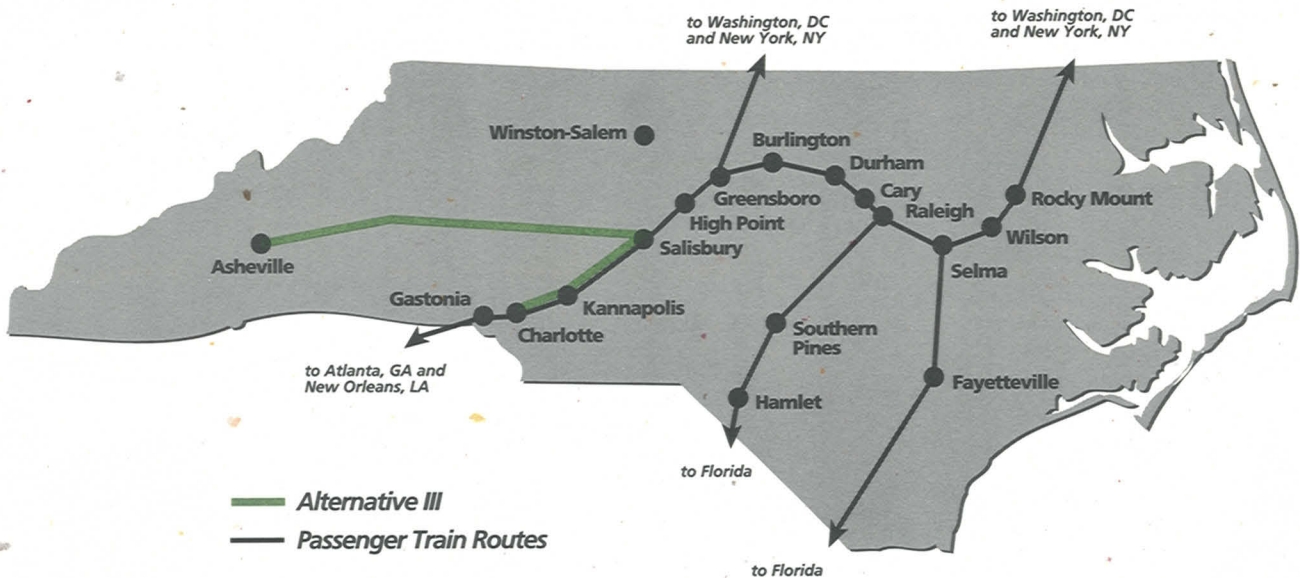 to Washington, DC
and New York, NY
to Washington, DC
and New York, NY
Winston-Salem
Burlington
Durham
Cary
Greensboro
Raleigh
Rocky Mount
High Point
Wilson
Salisbury
Asheville
Selma
Gastonia
Kannapolis
Charlotte
Southern
Pines
to Atlanta, GA and
New Orleans, LA
Fayetteville
Hamlet
to Florida
Alternative III
Passenger Train Routes
to Florida